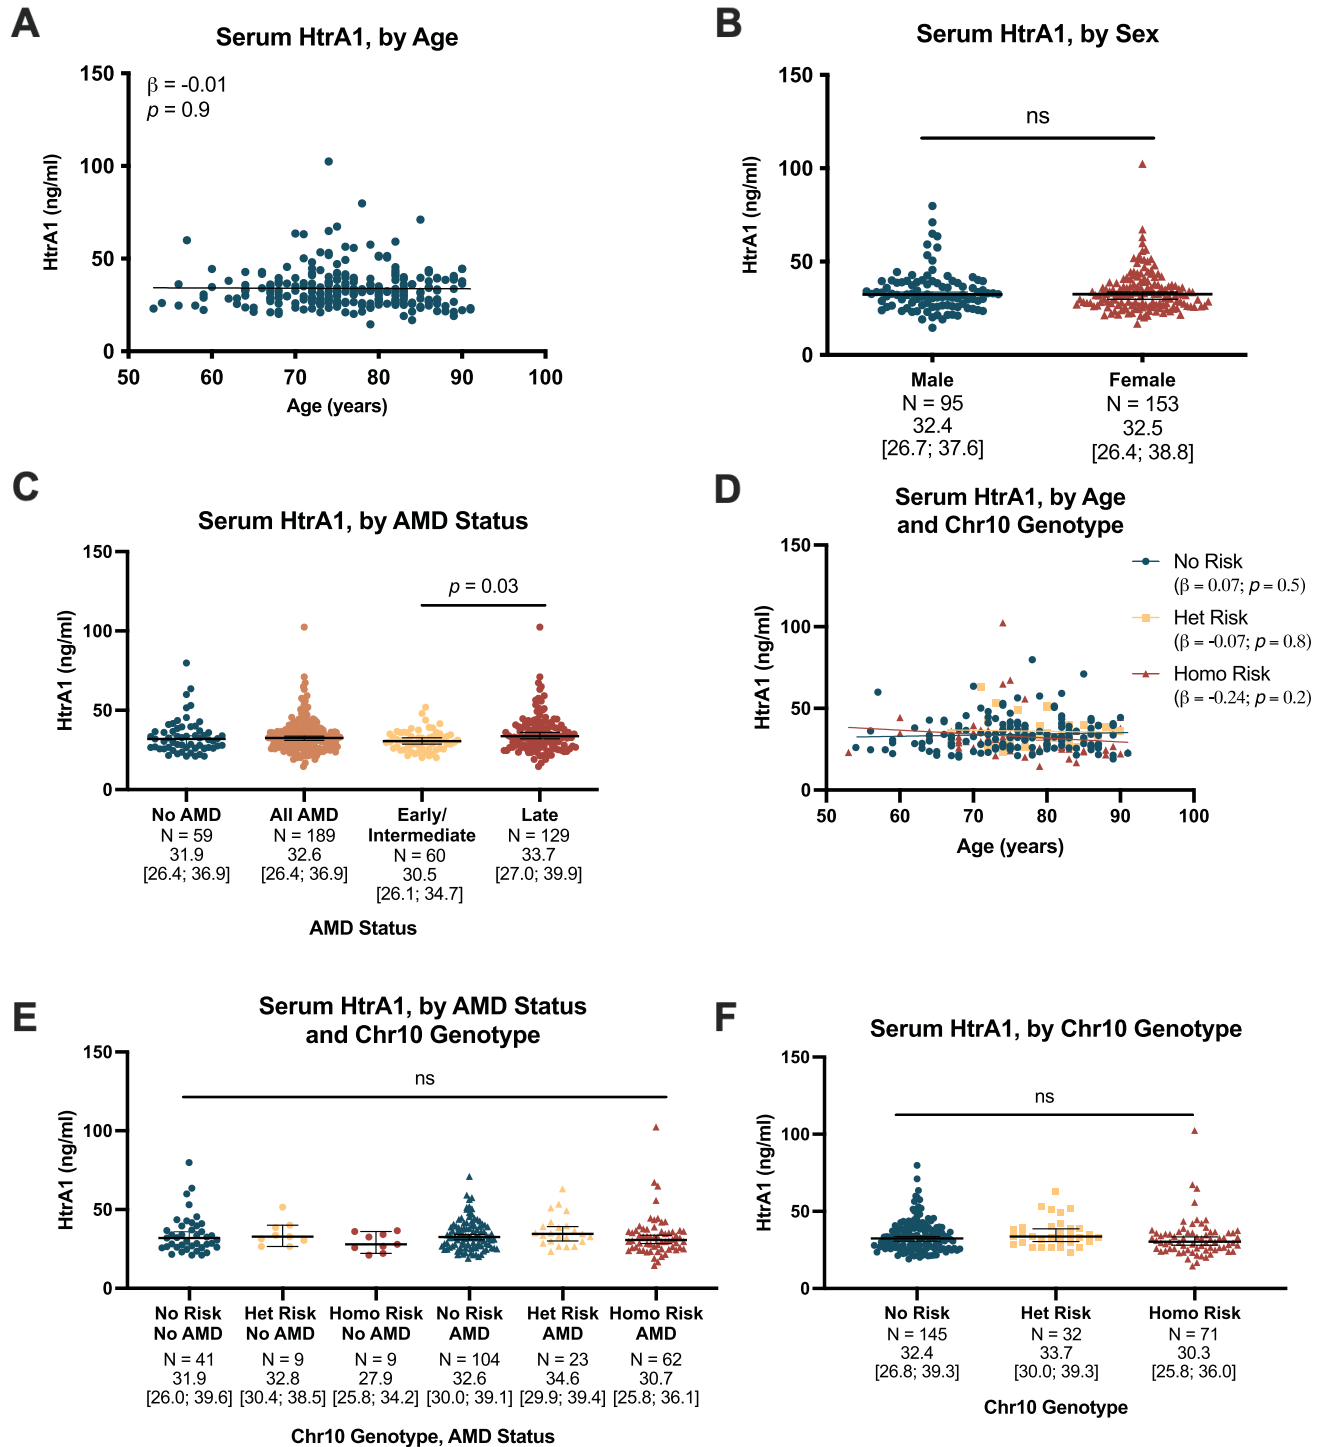 A
Serum HtrA1, by Age
β = -0.01
p = 0.9
150
100
50
0
HtrA1 (ng/ml)
50 60 70 80 90 100
Age (years)
B
Serum HtrA1, by Sex
ns
150
100
50
0
HtrA1 (ng/ml)
Male Female
N = 95 N = 153
32.4 32.5
[26.7; 37.6] [26.4; 38.8]
C
Serum HtrA1, by AMD Status
p = 0.03
150
100
50
0
HtrA1 (ng/ml)
No AMD
N = 59
31.9
[26.4; 36.9]
All AMD
N = 189
32.6
[26.4; 36.9]
Early/
Intermediate
N = 60
30.5
[26.1; 34.7]
Late
N = 129
33.7
[27.0; 39.9]
AMD Status
D
Serum HtrA1, by Age
and Chr10 Genotype
150
100
50
0
HtrA1 (ng/ml)
50 60 70 80 90 100
Age (years)
No Risk
(β = 0.07; p = 0.5)
Het Risk
(β = -0.07; p = 0.8)
Homo Risk
(β = -0.24; p = 0.2)
E
Serum HtrA1, by AMD Status
and Chr10 Genotype
ns
150
100
50
0
HtrA1 (ng/ml)
No Risk Het Risk Homo Risk No Risk Het Risk Homo Risk
No AMD No AMD No AMD AMD AMD AMD
N = 41 N = 9 N = 9 N = 104 N = 23 N = 62
31.9 32.8 27.9 32.6 34.6 30.7
[26.0; 39.6] [30.4; 38.5] [25.8; 34.2] [30.0; 39.1] [29.9; 39.4] [25.8; 36.1]
Chr10 Genotype, AMD Status
F
Serum HtrA1, by Chr10 Genotype
ns
150
100
50
0
HtrA1 (ng/ml)
No Risk Het Risk Homo Risk
N = 145 N = 32 N = 71
32.4 33.7 30.3
[26.8; 39.3] [30.0; 39.3] [25.8; 36.0]
Chr10 Genotype